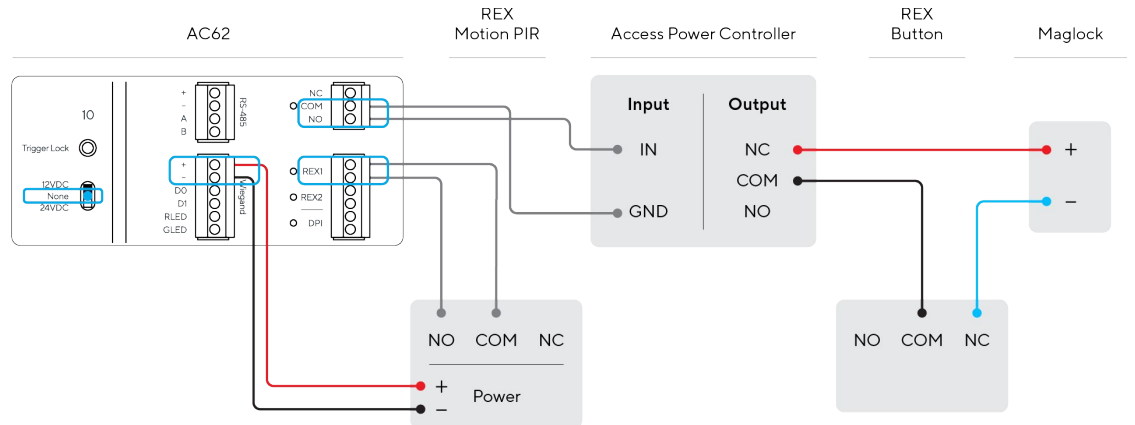 AC62
REX
Motion PIR
Access Power Controller
REX
Button
Maglock
10
Trigger Lock
12VDC
None
24VDC
+
-
A
B
RS-485
+
-
D0
D1
RLED
GLED
Wiegand
NC
COM
NO
REX1
REX2
DPI
Input
Output
IN
GND
NC
COM
NO
+
−
NO COM NC
+
−
Power
NO COM NC